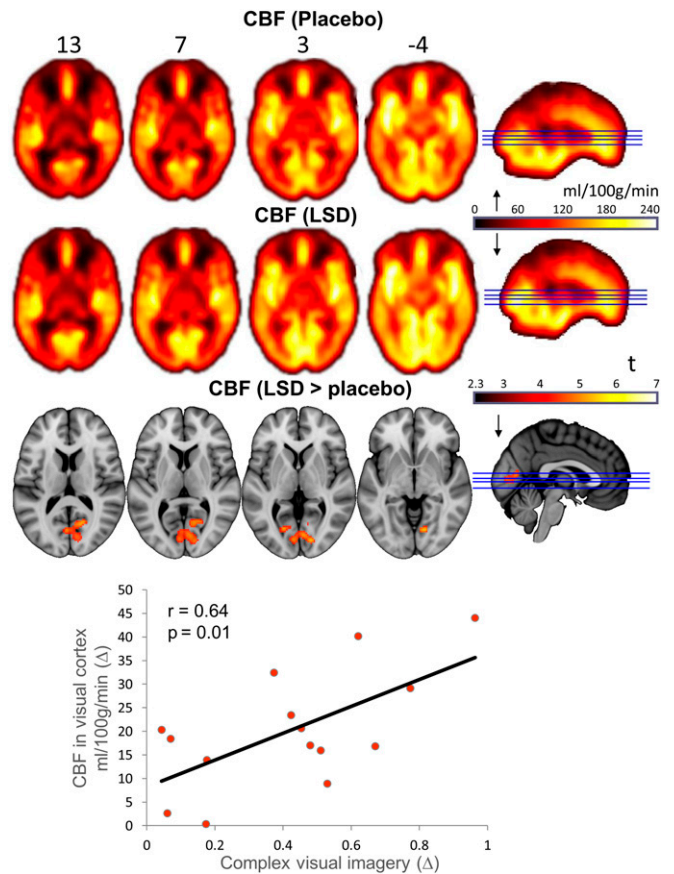 CBF (Placebo)
13 7 3 -4
ml/100g/min
0 60 120 180 240
CBF (LSD)
t
2.3 3 4 5 6 7
CBF (LSD > placebo)
50
45
40
35
30
25
20
15
10
5
0
r = 0.64
p = 0.01
CBF in visual cortex
ml/100g/min (Δ)
0 0.2 0.4 0.6 0.8 1
Complex visual imagery (Δ)